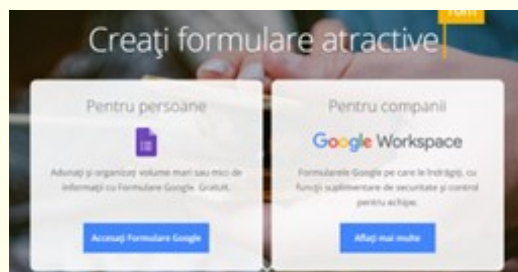 Tom
Creați formulare atractive
Pentru persoane
Pentru companii
Google Workspace
Adunați și organizați volume mari sau mici de
informații cu Formulare Google. Gratuit.
Formularele Google pe care le îndrăgiți, cu
funcții suplimentare de securitate și control
pentru echipe.
Accesați Formulare Google
Aflați mai multe